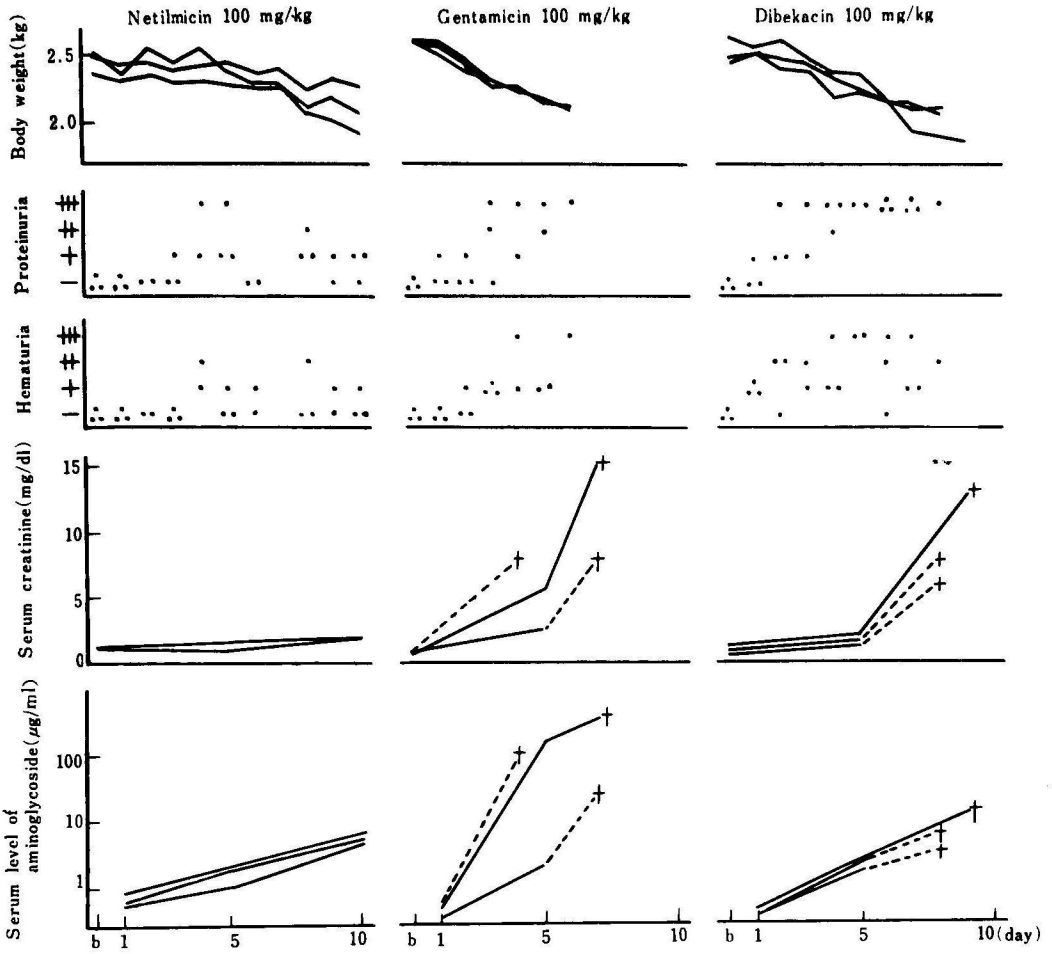 Netilmicin 100 mg/kg
Gentamicin 100 mg/kg
Dibekacin 100 mg/kg
Body weight(kg)
2.5
2.0
Proteinuria
卌
++
+
—
Hematuria
卌
++
+
—
Serum creatinine(mg/dl)
15
10
5
0
Serum level of
aminoglycoside(μg/ml)
100
10
1
b 1 5 10
b 1 5 10
b 1 5 10(day)